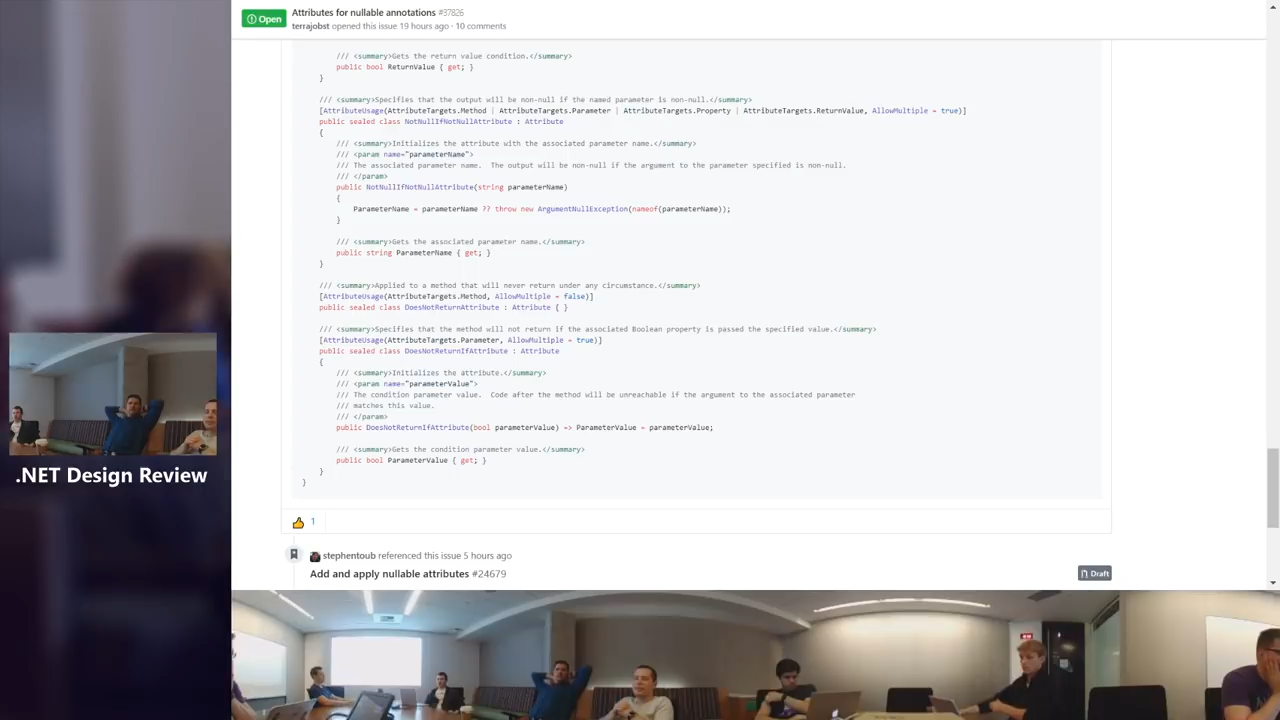 Open
Attributes for nullable annotations #37826
terrajobst opened this issue 19 hours ago · 10 comments
/// <summary>Gets the return value condition.</summary>
public bool ReturnValue { get; }
}
/// <summary>Specifies that the output will be non-null if the named parameter is non-null.</summary>
[AttributeUsage(AttributeTargets.Method | AttributeTargets.Parameter | AttributeTargets.Property | AttributeTargets.ReturnValue, AllowMultiple = true)]
public sealed class NotNullIfNotNullAttribute : Attribute
{
/// <summary>Initializes the attribute with the associated parameter name.</summary>
/// <param name="parameterName">
/// The associated parameter name.  The output will be non-null if the argument to the parameter specified is non-null.
/// </param>
public NotNullIfNotNullAttribute(string parameterName)
{
ParameterName = parameterName ?? throw new ArgumentNullException(nameof(parameterName));
}
/// <summary>Gets the associated parameter name.</summary>
public string ParameterName { get; }
}
/// <summary>Applied to a method that will never return under any circumstance.</summary>
[AttributeUsage(AttributeTargets.Method, AllowMultiple = false)]
public sealed class DoesNotReturnAttribute : Attribute { }
/// <summary>Specifies that the method will not return if the associated Boolean property is passed the specified value.</summary>
[AttributeUsage(AttributeTargets.Parameter, AllowMultiple = true)]
public sealed class DoesNotReturnIfAttribute : Attribute
{
/// <summary>Initializes the attribute.</summary>
/// <param name="parameterValue">
/// The condition parameter value.  Code after the method will be unreachable if the argument to the associated parameter
/// matches this value.
/// </param>
public DoesNotReturnIfAttribute(bool parameterValue) => ParameterValue = parameterValue;
/// <summary>Gets the condition parameter value.</summary>
public bool ParameterValue { get; }
}
}
1
stephentoub referenced this issue 5 hours ago
Add and apply nullable attributes #24679
Draft
.NET Design Review